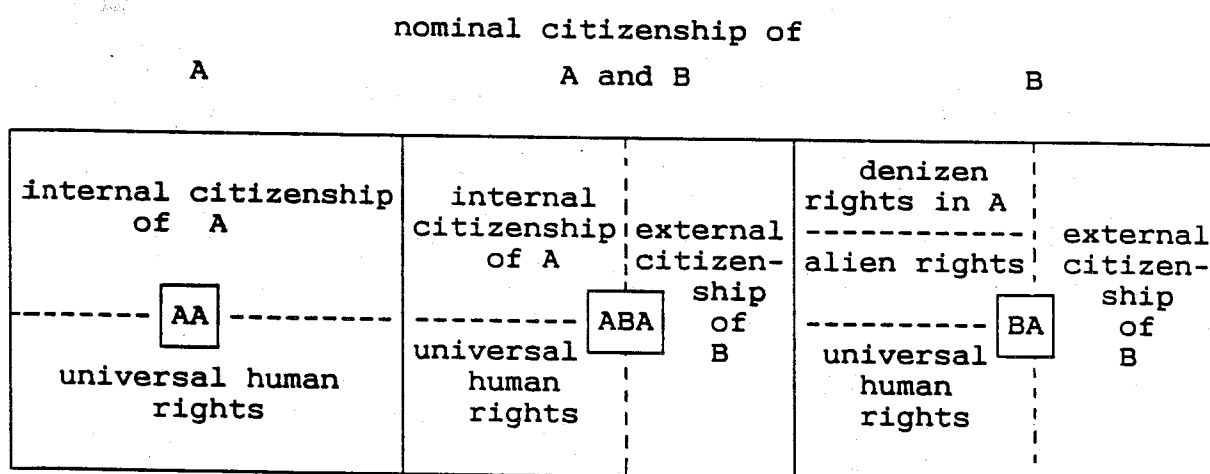 nominal citizenship of
A
A and B
B
internal citizenship
of A
AA
universal human
rights
internal
citizenship
of A
ABA
universal
human
rights
external
citizen-
ship
of
B
denizen
rights in A
alien rights
BA
universal
human
rights
external
citizen-
ship
of
B